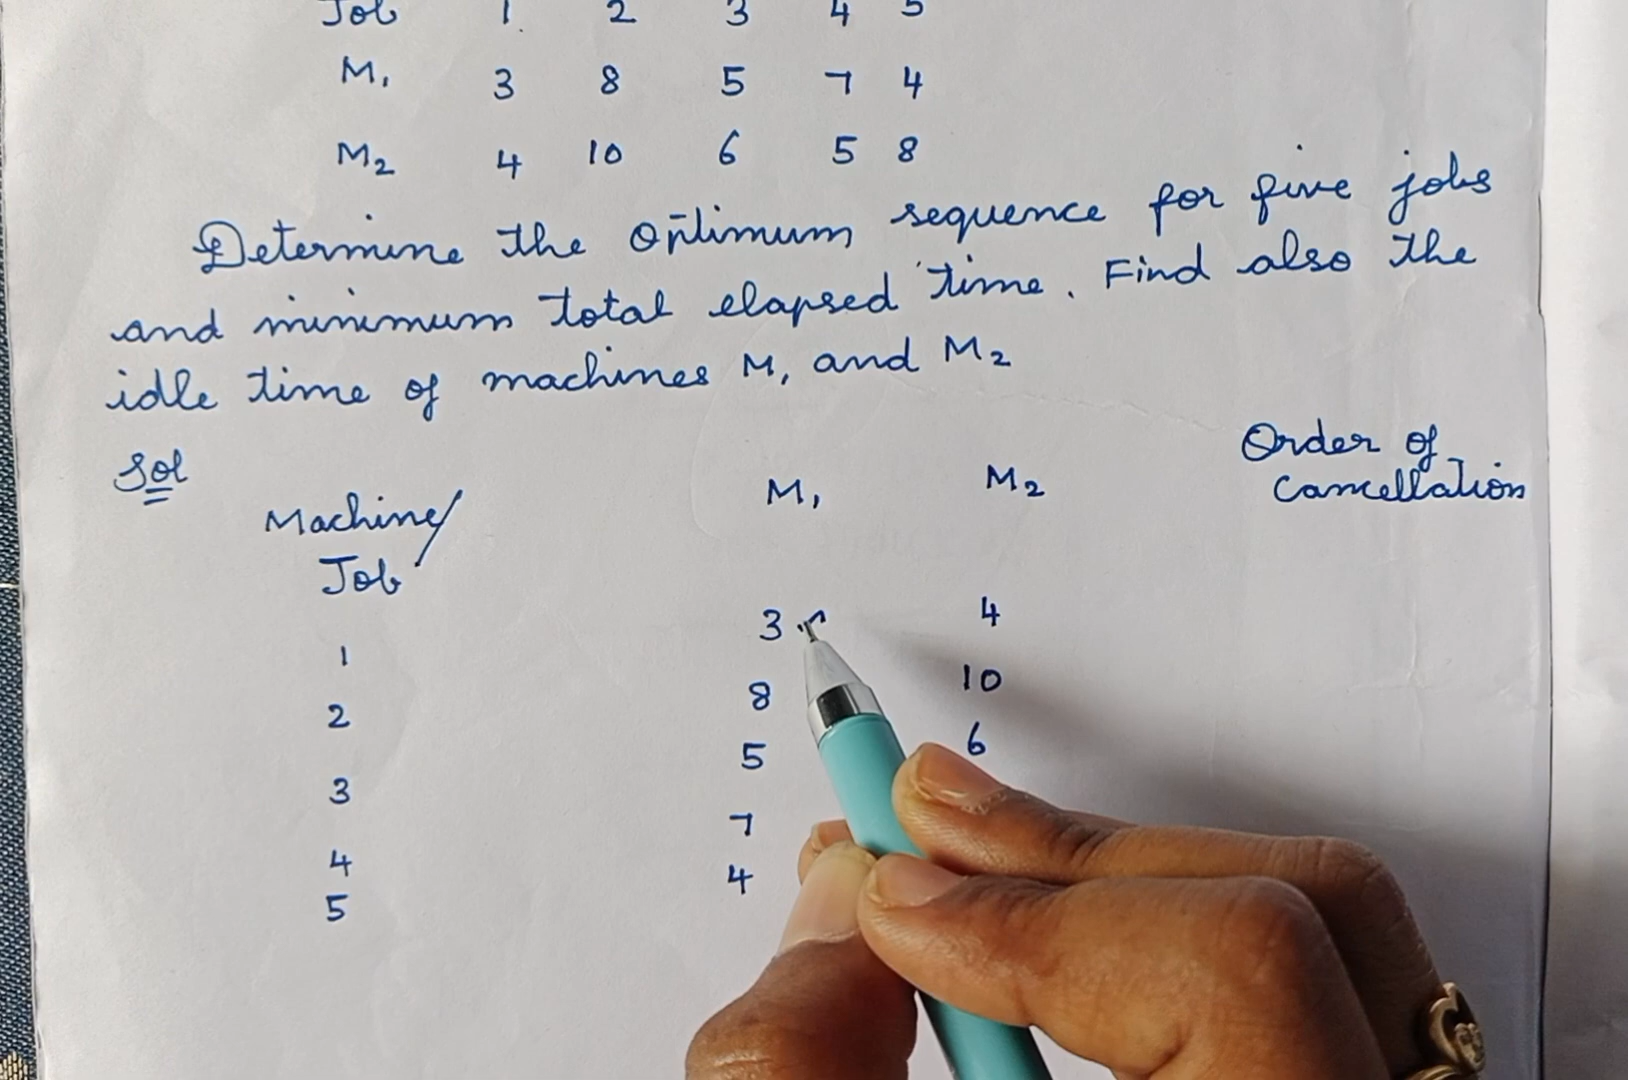 Job 1 2 3 4 5
M1 3 8 5 7 4
M2 4 10 6 5 8
Determine the optimum sequence for five jobs
and minimum total elapsed time. Find also the
idle time of machines M1 and M2
Sol
Machine/ M1 M2 Order of
Job cancellation
1 3 4
2 8 10
3 5 6
4 7
5 4